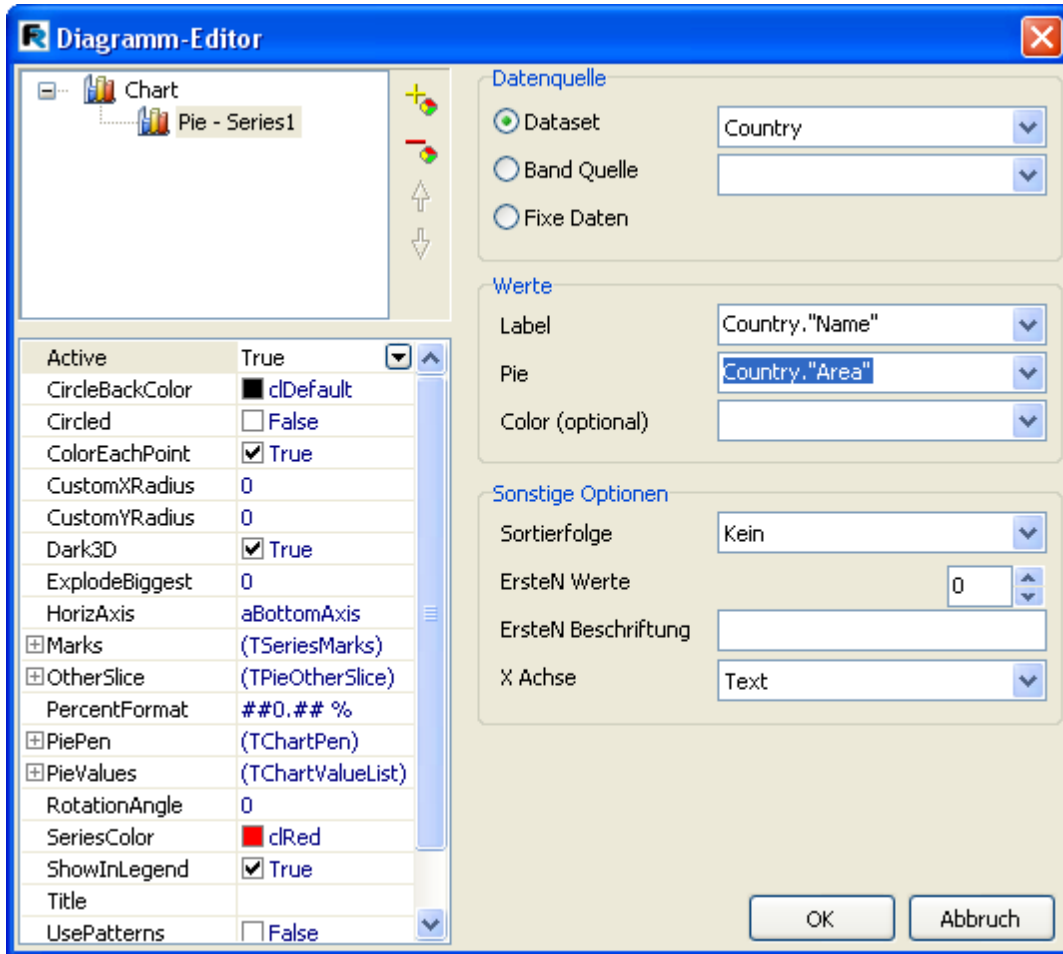 Diagramm-Editor
Chart
Pie - Series1
Active True
CircleBackColor clDefault
Circled False
ColorEachPoint True
CustomXRadius 0
CustomYRadius 0
Dark3D True
ExplodeBiggest 0
HorizAxis aBottomAxis
Marks (TSeriesMarks)
OtherSlice (TPieOtherSlice)
PercentFormat ##0.## %
PiePen (TChartPen)
PieValues (TChartValueList)
RotationAngle 0
SeriesColor clRed
ShowInLegend True
Title
UsePatterns False
Datenquelle
Dataset Country
Band Quelle
Fixe Daten
Werte
Label Country."Name"
Pie Country."Area"
Color (optional)
Sonstige Optionen
Sortierfolge Kein
ErsteN Werte 0
ErsteN Beschriftung
X Achse Text
OK Abbruch